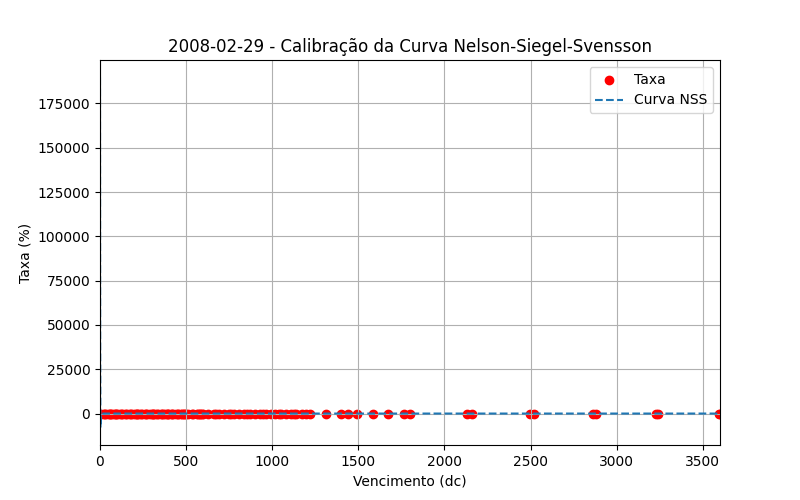 2008-02-29 - Calibração da Curva Nelson-Siegel-Svensson
Taxa
Curva NSS
Taxa (%)
175000
150000
125000
100000
75000
50000
25000
0
0 500 1000 1500 2000 2500 3000 3500
Vencimento (dc)